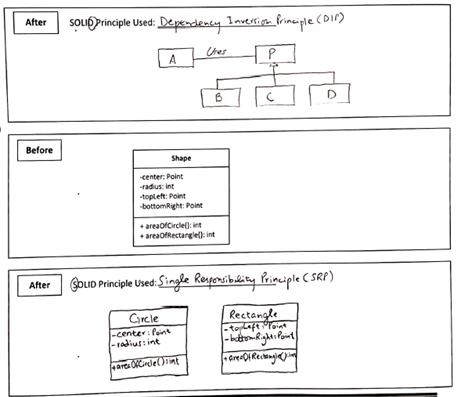 After
SOLID Principle Used: Dependency Inversion Principle (DIP)
A
Uses
P
B
C
D
Before
Shape
-center: Point
-radius: int
-topLeft: Point
-bottomRight: Point
+ areaOfCircle(): int
+ areaOfRectangle(): int
After
SOLID Principle Used: Single Responsibility Principle (SRP)
Circle
-center: Point
-radius: int
+areaOfCircle(): int
Rectangle
-topLeft: Point
-bottomRight: Point
+areaOfRectangle(): int